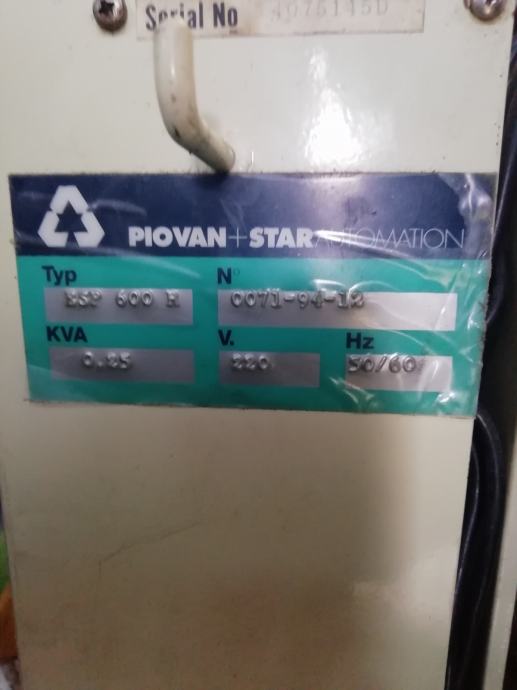 Serial No
PIOVAN+STAR AUTOMATION
Typ N°
ESP 600 H 0071-94-12
KVA V. Hz
0.25 220 50/60